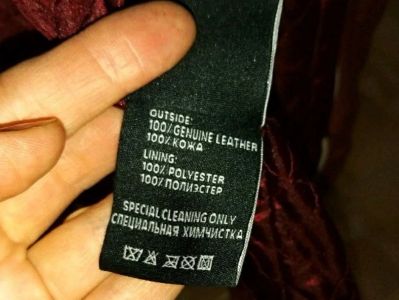 OUTSIDE:
100% GENUINE LEATHER
100% КОЖА
LINING:
100% POLYESTER
100% ПОЛИЭСТЕР
SPECIAL CLEANING ONLY
СПЕЦИАЛЬНАЯ ХИМЧИСТКА